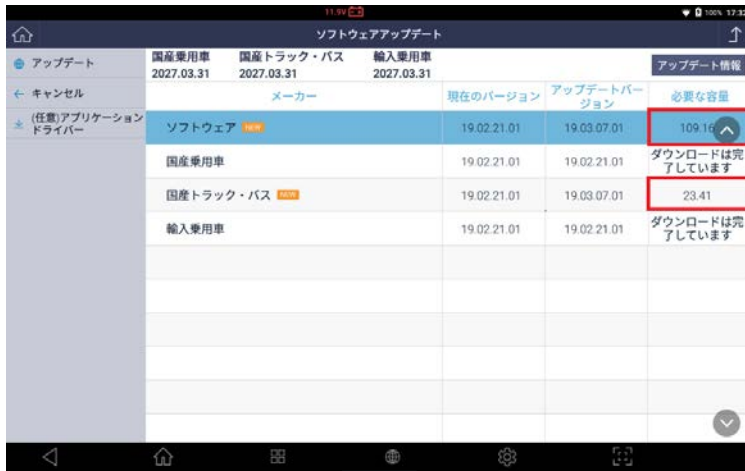 11.9V
100% 17:32
ソフトウェアアップデート
アップデート
キャンセル
(任意)アプリケーション
ドライバー
国産乗用車 国産トラック・バス 輸入乗用車
2027.03.31 2027.03.31 2027.03.31
アップデート情報
メーカー 現在のバージョン アップデートバー
ジョン 必要な容量
ソフトウェア NEW 19.02.21.01 19.03.07.01 109.16
国産乗用車 19.02.21.01 19.02.21.01 ダウンロードは完
了しています
国産トラック・バス NEW 19.02.21.01 19.03.07.01 23.41
輸入乗用車 19.02.21.01 19.02.21.01 ダウンロードは完
了しています